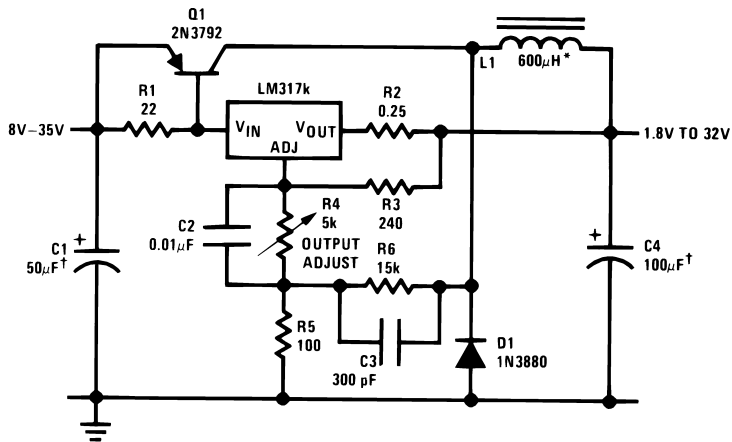 Q1
2N3792
L1
600μH*
R1
22
LM317k
R2
0.25
8V–35V
VIN
VOUT
ADJ
1.8V TO 32V
R3
240
R4
5k
OUTPUT
ADJUST
C2
0.01μF
C1
+
50μF†
R6
15k
+
C4
100μF†
R5
100
C3
300 pF
D1
1N3880